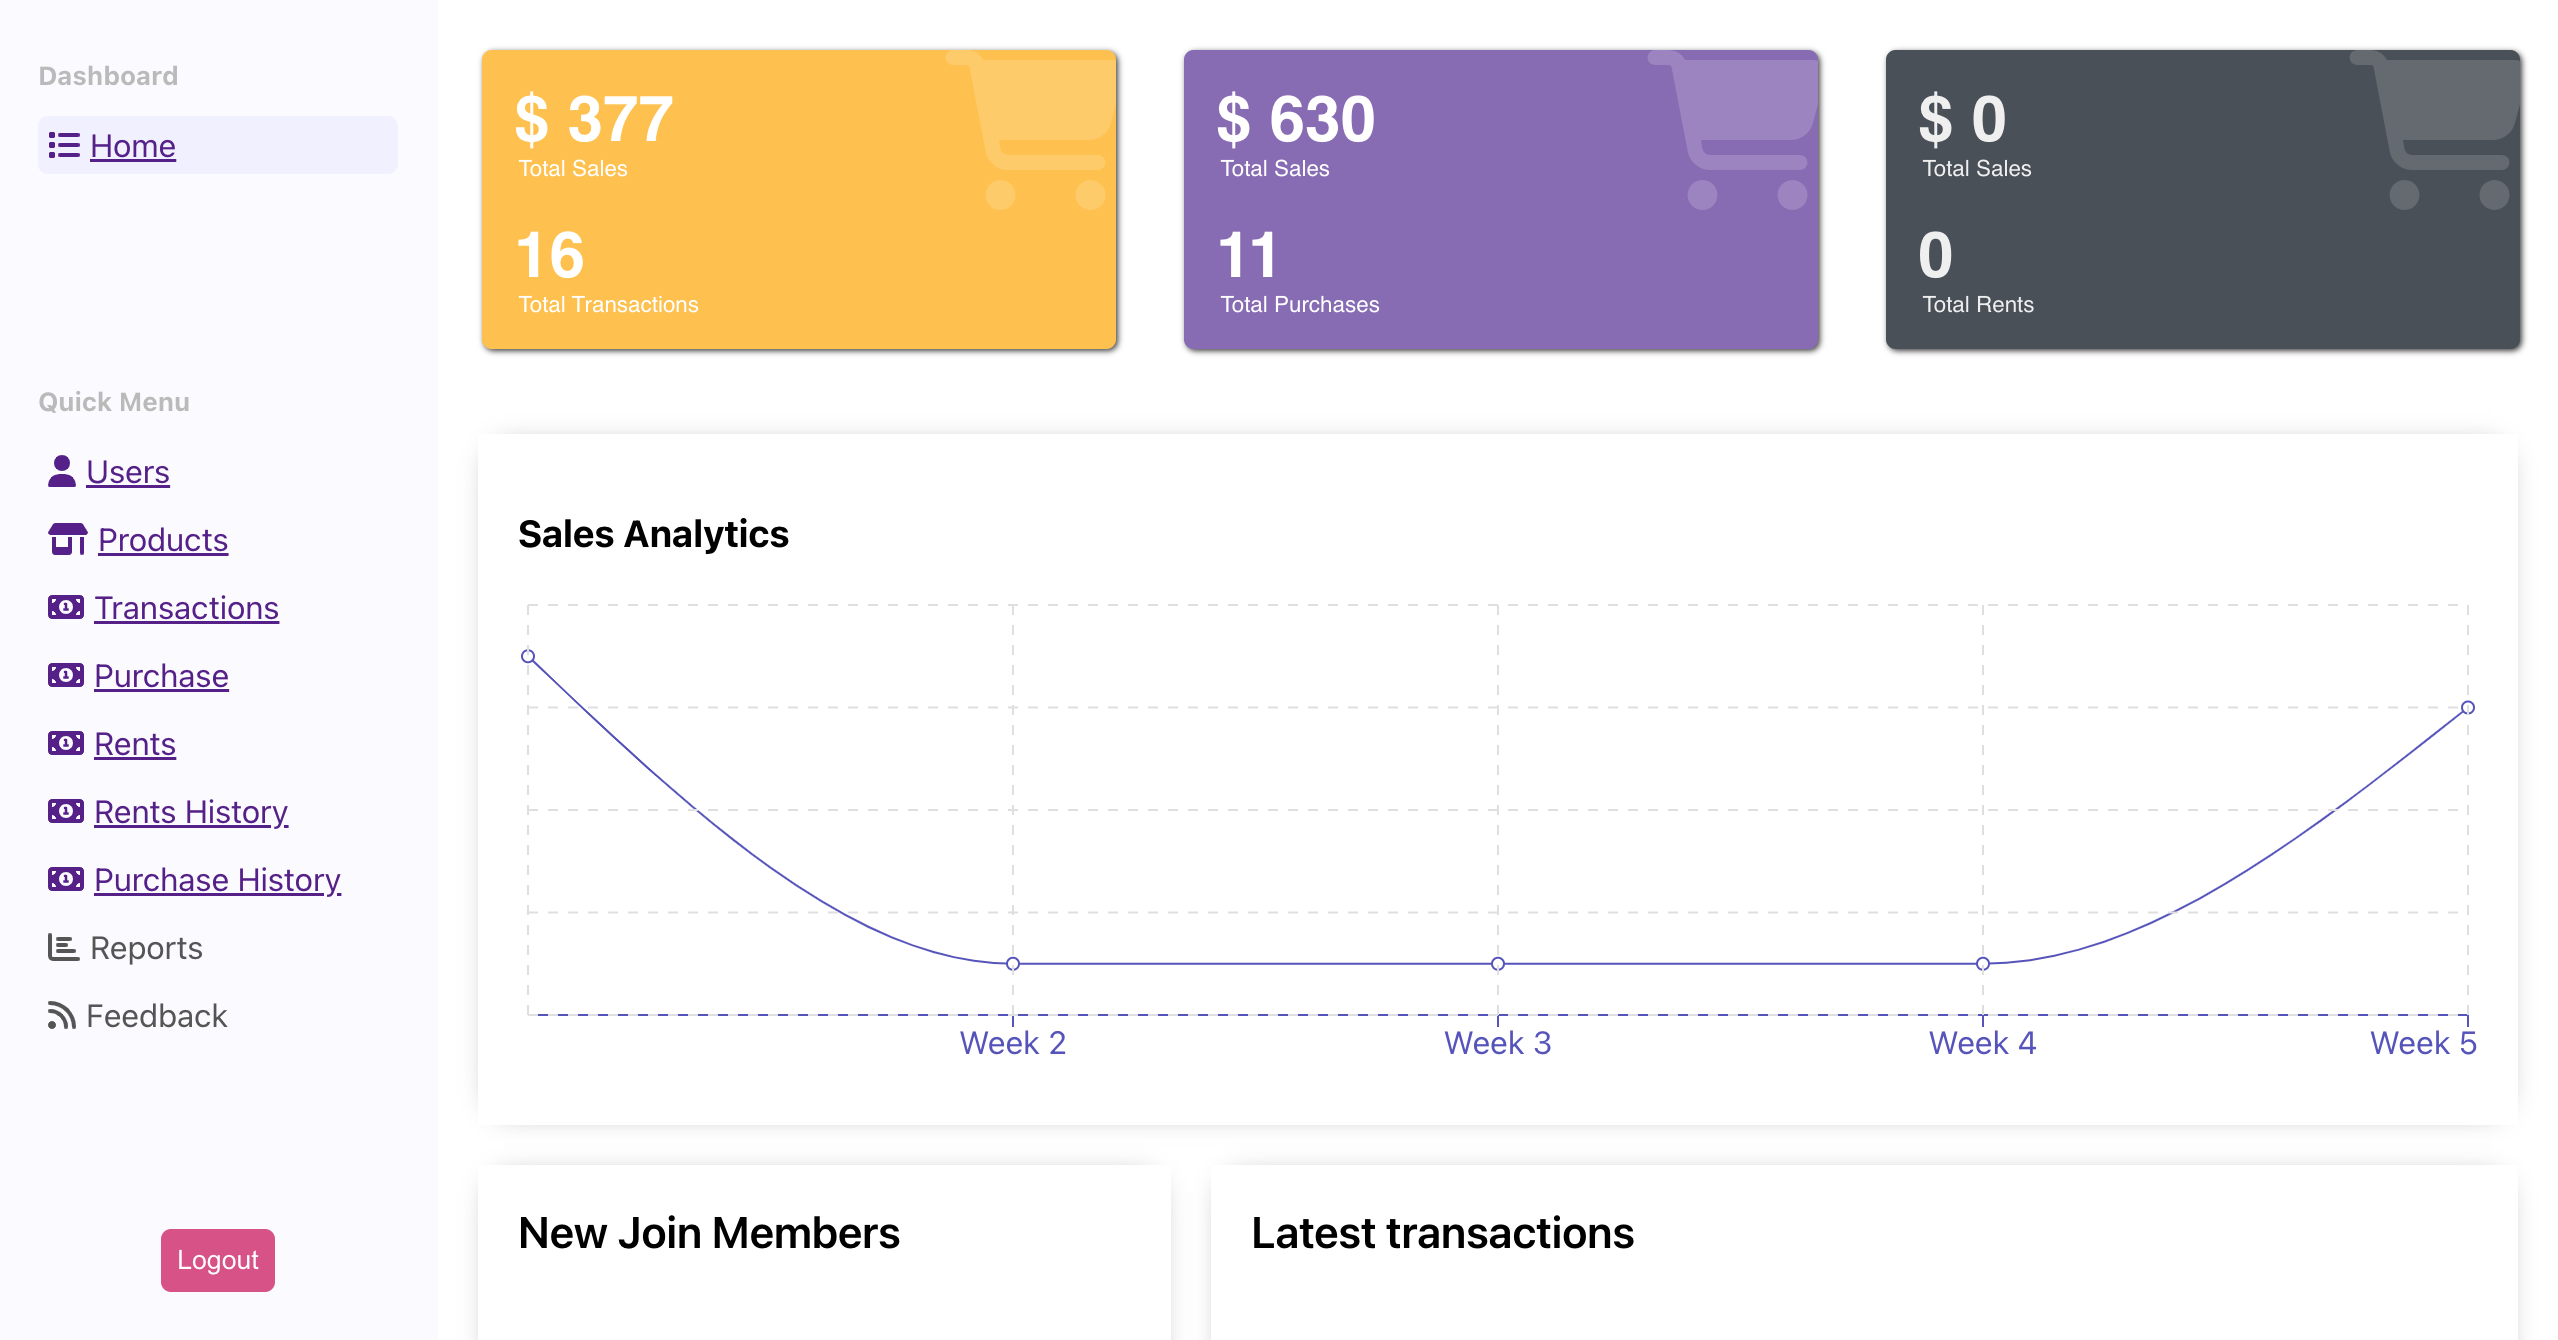 Dashboard
Home
Quick Menu
Users
Products
Transactions
Purchase
Rents
Rents History
Purchase History
Reports
Feedback
Logout
$ 377
Total Sales
16
Total Transactions
$ 630
Total Sales
11
Total Purchases
$ 0
Total Sales
0
Total Rents
Sales Analytics
Week 2
Week 3
Week 4
Week 5
New Join Members
Latest transactions